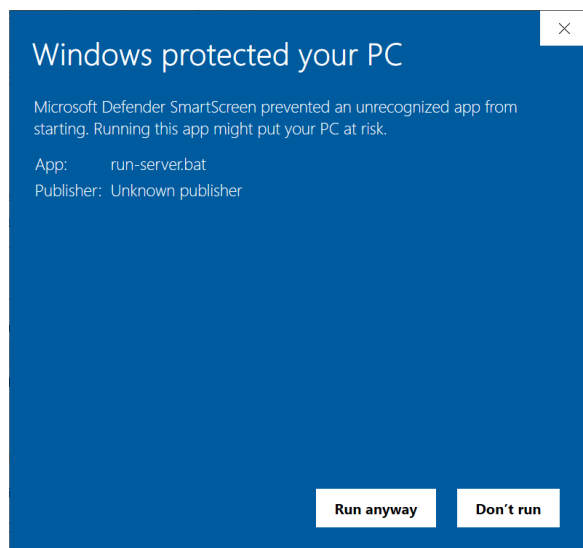 Windows protected your PC
Microsoft Defender SmartScreen prevented an unrecognized app from
starting. Running this app might put your PC at risk.
App: run-server.bat
Publisher: Unknown publisher
Run anyway Don’t run